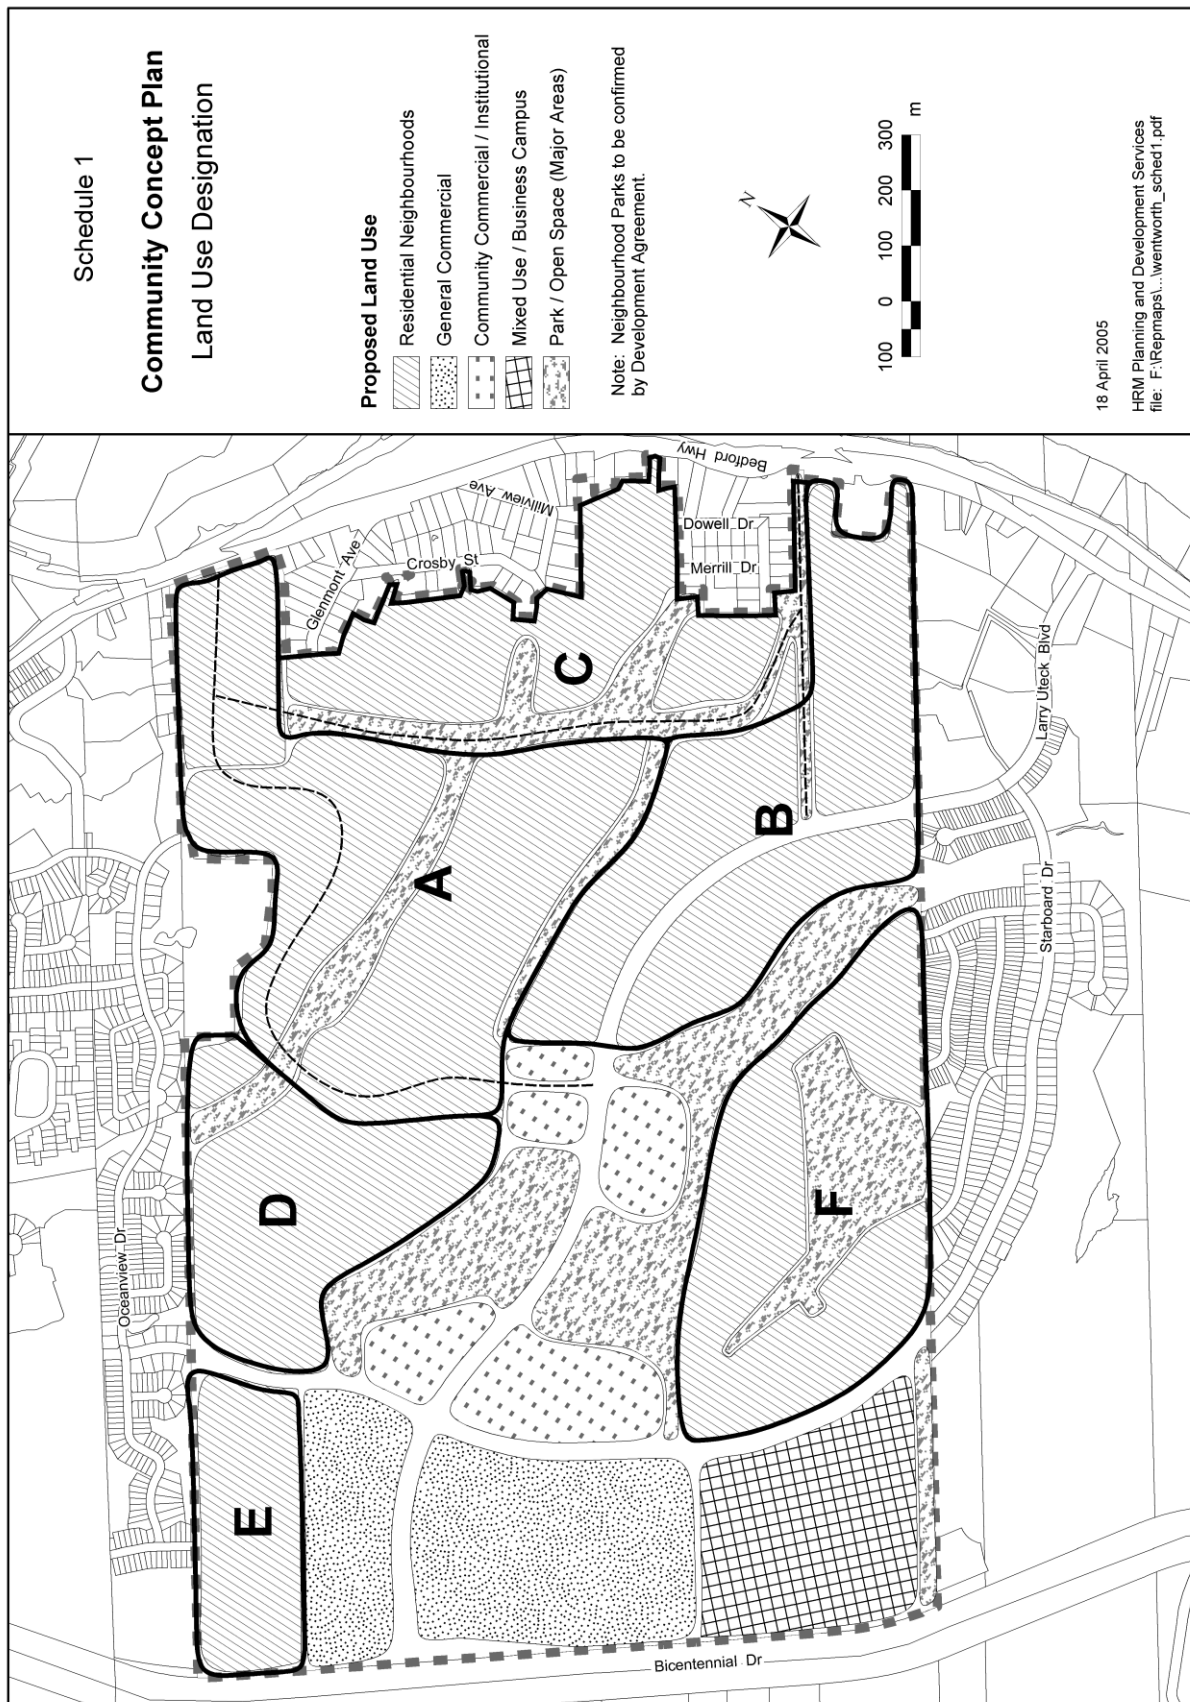 Schedule 1
Community Concept Plan
Land Use Designation
Proposed Land Use
Residential Neighbourhoods
General Commercial
Community Commercial / Institutional
Mixed Use / Business Campus
Park / Open Space (Major Areas)
Note: Neighbourhood Parks to be confirmed
by Development Agreement.
N
100 0 100 200 300
m
18 April 2005
HRM Planning and Development Services
file: F:\Repmaps\...\wentworth_sched1.pdf
Bedford Hwy
Millview Ave
Glenmont Ave
Crosby St
Dowell Dr
Merrill Dr
Larry Uteck Blvd
Starboard Dr
Oceanview Dr
Bicentennial Dr
A
B
C
D
E
F